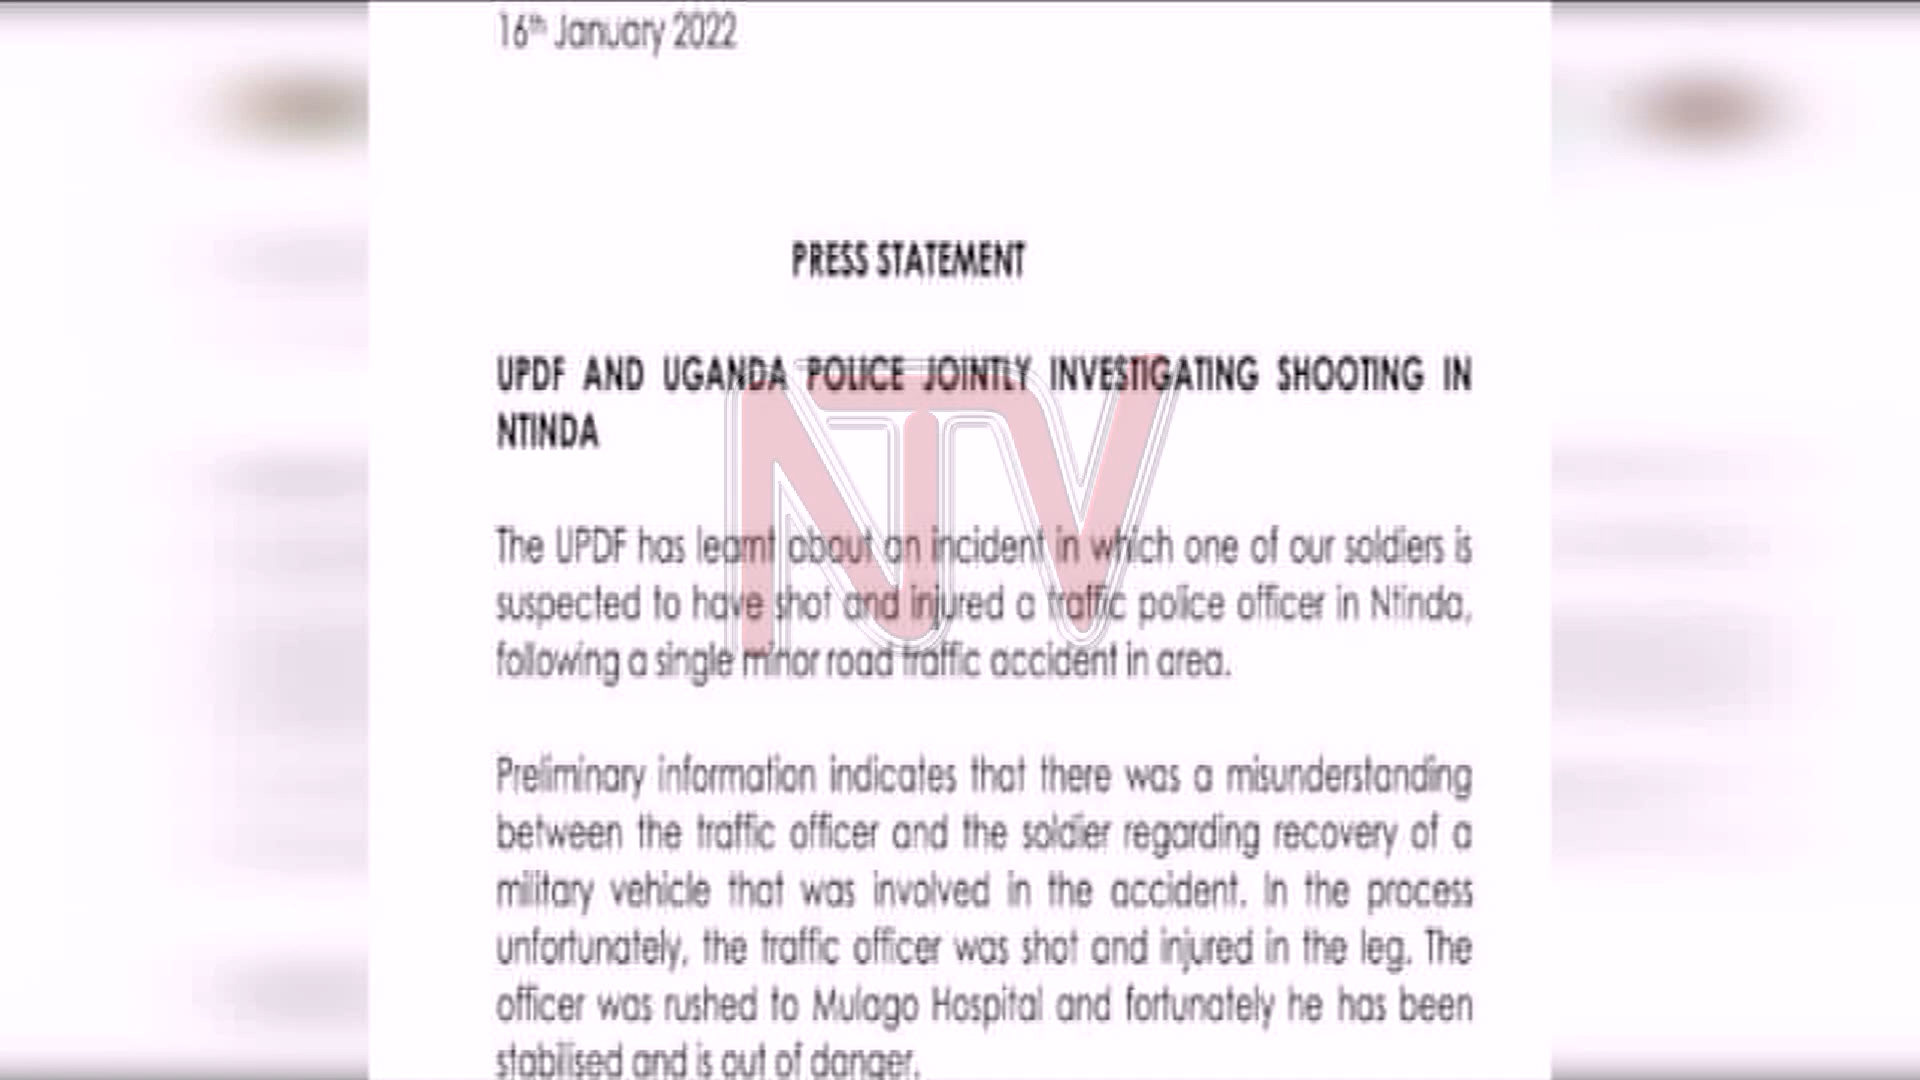 16th January 2022
PRESS STATEMENT
UPDF AND UGANDA POLICE JOINTLY INVESTIGATING SHOOTING IN
NTINDA
NTV
The UPDF has learnt about an incident in which one of our soldiers is
suspected to have shot and injured a traffic police officer in Ntinda,
following a single minor road traffic accident in area.
Preliminary information indicates that there was a misunderstanding
between the traffic officer and the soldier regarding recovery of a
military vehicle that was involved in the accident. In the process
unfortunately, the traffic officer was shot and injured in the leg. The
officer was rushed to Mulago Hospital and fortunately he has been
stabilised and is out of danger.